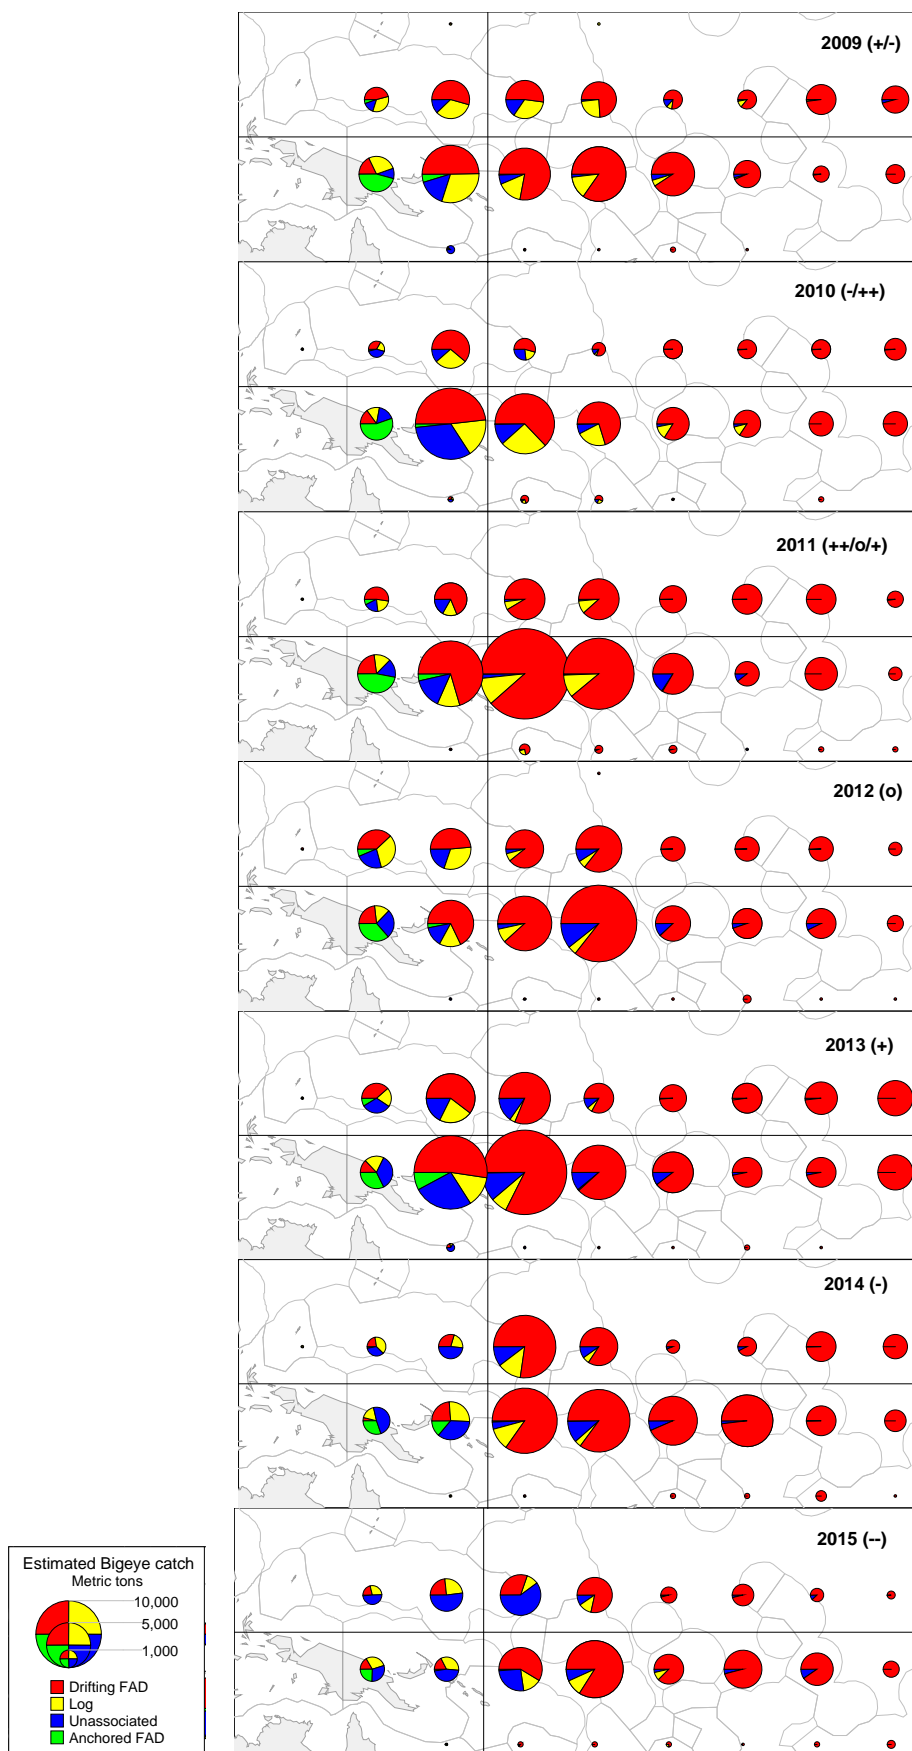 2009 (+/-)
2010 (-/++)
2011 (++/o/+)
2012 (o)
2013 (+)
2014 (-)
2015 (--)
Estimated Bigeye catch
Metric tons
10,000
5,000
1,000
Drifting FAD
Log
Unassociated
Anchored FAD